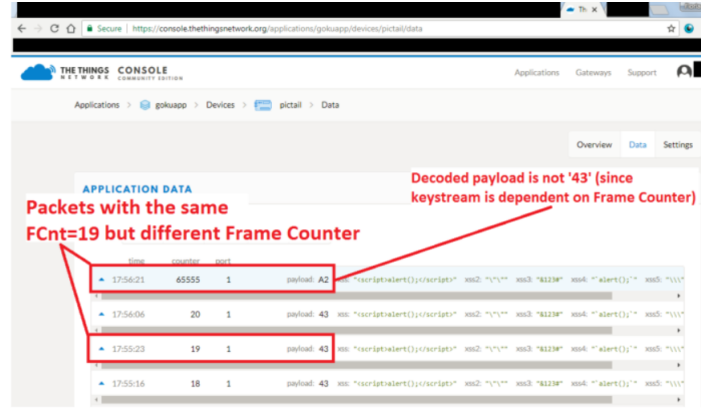 Th
Secure | https://console.thethingsnetwork.org/applications/gokuapp/devices/pictail/data
THE THINGS NETWORK CONSOLE COMMUNITY EDITION
Applications Gateways Support
Applications > gokuapp > Devices > pictail > Data
Overview Data Settings
Decoded payload is not '43' (since
keystream is dependent on Frame Counter)
APPLICATION DATA
Packets with the same
FCnt=19 but different Frame Counter
time counter port
17:56:21 65555 1 payload: A2 xss: "<script>alert();</script>" xss2: "\"\"" xss3: "&123#" xss4: "`alert();`" xss5: "\\\"
17:56:06 20 1 payload: 43 xss: "<script>alert();</script>" xss2: "\"\"" xss3: "&123#" xss4: "`alert();`" xss5: "\\\"
17:55:23 19 1 payload: 43 xss: "<script>alert();</script>" xss2: "\"\"" xss3: "&123#" xss4: "`alert();`" xss5: "\\\"
17:55:16 18 1 payload: 43 xss: "<script>alert();</script>" xss2: "\"\"" xss3: "&123#" xss4: "`alert();`" xss5: "\\\"